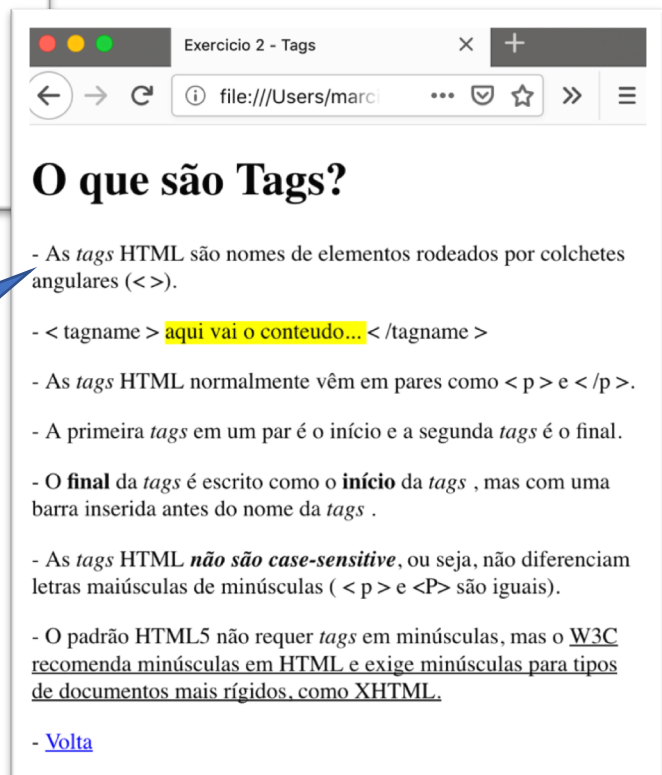 Exercicio 2 - Tags
file:///Users/marci
O que são Tags?
- As tags HTML são nomes de elementos rodeados por colchetes
angulares (< >).
- < tagname > aqui vai o conteudo... < /tagname >
- As tags HTML normalmente vêm em pares como < p > e < /p >.
- A primeira tags em um par é o início e a segunda tags é o final.
- O final da tags é escrito como o início da tags , mas com uma
barra inserida antes do nome da tags .
- As tags HTML não são case-sensitive, ou seja, não diferenciam
letras maiúsculas de minúsculas ( < p > e <P> são iguais).
- O padrão HTML5 não requer tags em minúsculas, mas o W3C
recomenda minúsculas em HTML e exige minúsculas para tipos
de documentos mais rígidos, como XHTML.
- Volta